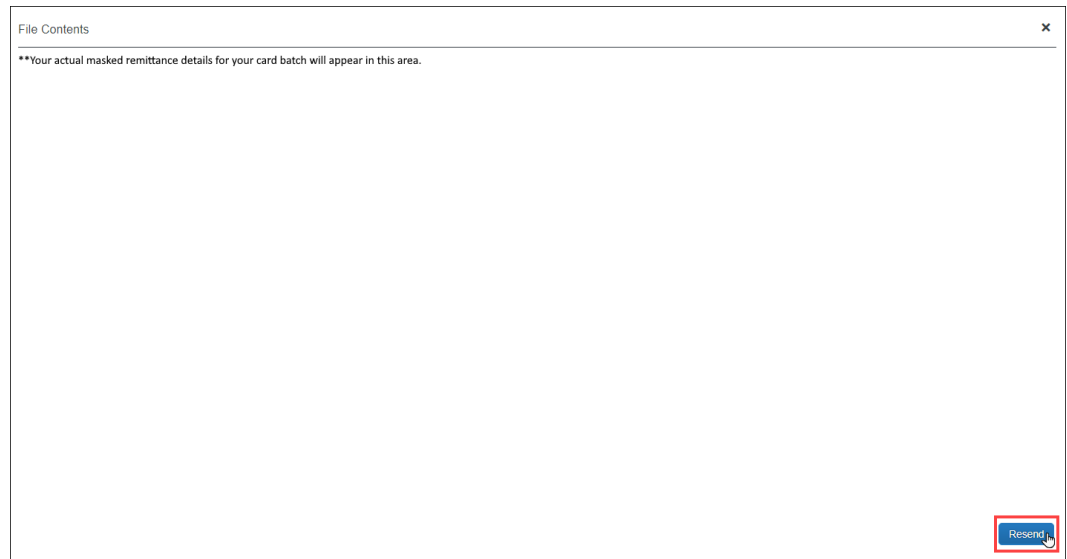 File Contents
**Your actual masked remittance details for your card batch will appear in this area.
Resend